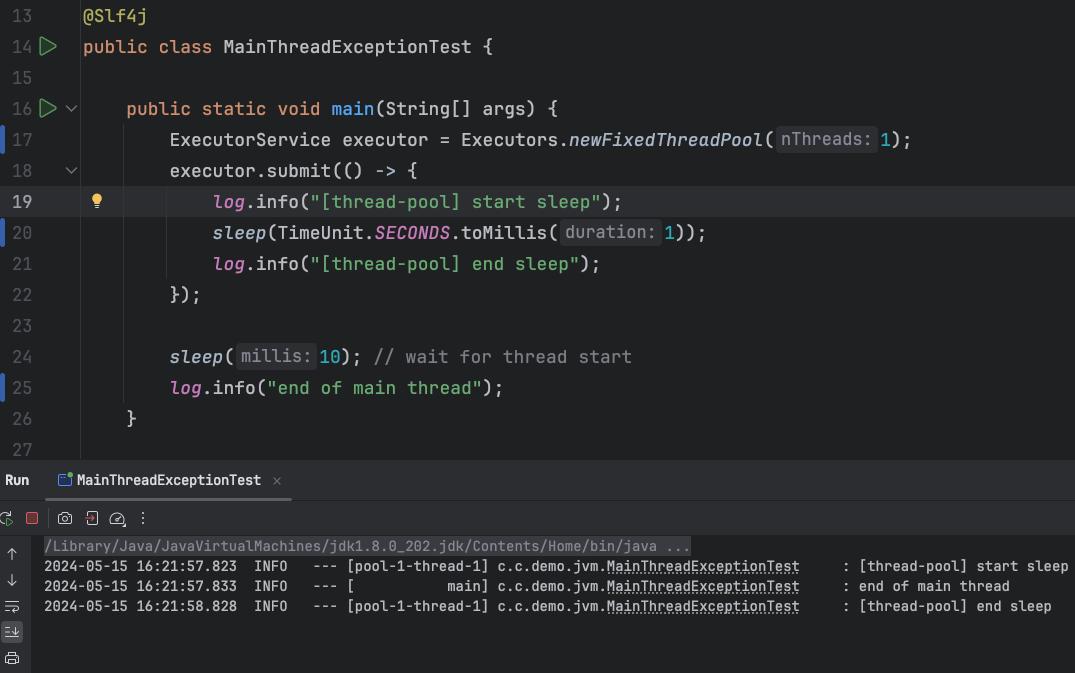 13 @Slf4j
14 public class MainThreadExceptionTest {
15
16 public static void main(String[] args) {
17 ExecutorService executor = Executors.newFixedThreadPool( nThreads: 1);
18 executor.submit(() -> {
19 log.info("[thread-pool] start sleep");
20 sleep(TimeUnit.SECONDS.toMillis( duration: 1));
21 log.info("[thread-pool] end sleep");
22 });
23
24 sleep( millis: 10); // wait for thread start
25 log.info("end of main thread");
26 }
27
Run MainThreadExceptionTest ×
/Library/Java/JavaVirtualMachines/jdk1.8.0_202.jdk/Contents/Home/bin/java ...
2024-05-15 16:21:57.823 INFO --- [pool-1-thread-1] c.c.demo.jvm.MainThreadExceptionTest : [thread-pool] start sleep
2024-05-15 16:21:57.833 INFO --- [ main] c.c.demo.jvm.MainThreadExceptionTest : end of main thread
2024-05-15 16:21:58.828 INFO --- [pool-1-thread-1] c.c.demo.jvm.MainThreadExceptionTest : [thread-pool] end sleep